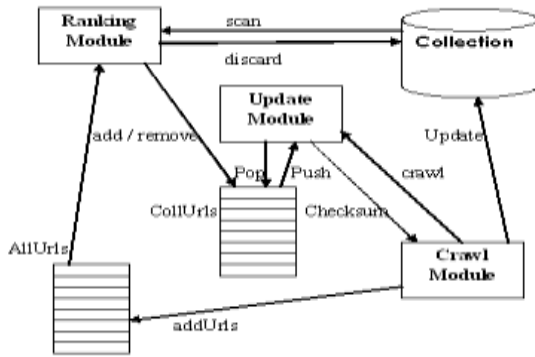 scan
Ranking
Module
Collection
discard
Update
Module
add / remove
Update
Pop
Push
crawl
CollUrls
Checksum
AllUrls
Crawl
Module
addUrls